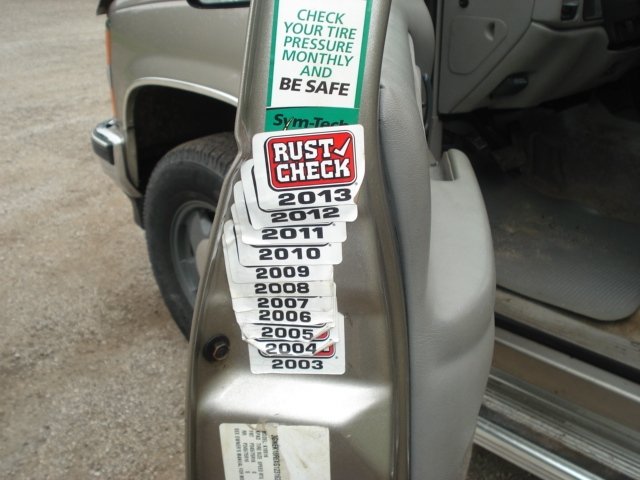 CHECK
YOUR TIRE
PRESSURE
MONTHLY
AND
BE SAFE
Sym-Tech
RUST
CHECK
2013
2012
2011
2010
2009
2008
2007
2006
2005
2004
2003